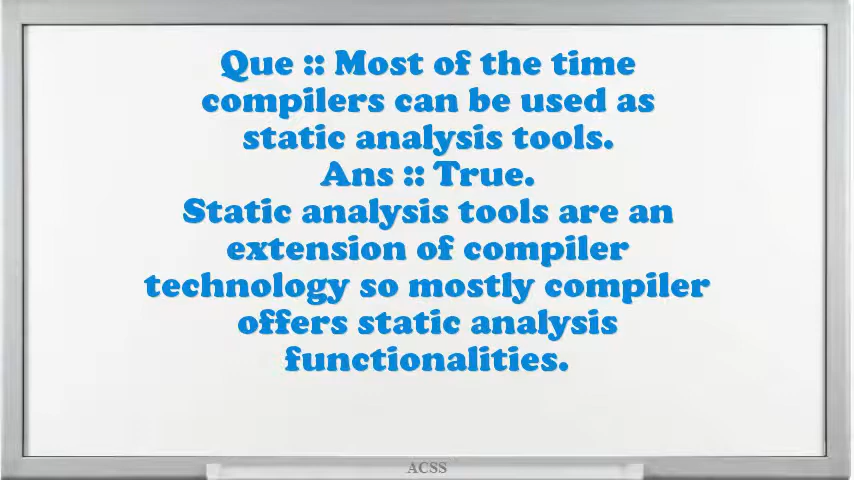 Que :: Most of the time
compilers can be used as
static analysis tools.
Ans :: True.
Static analysis tools are an
extension of compiler
technology so mostly compiler
offers static analysis
functionalities.
ACSS